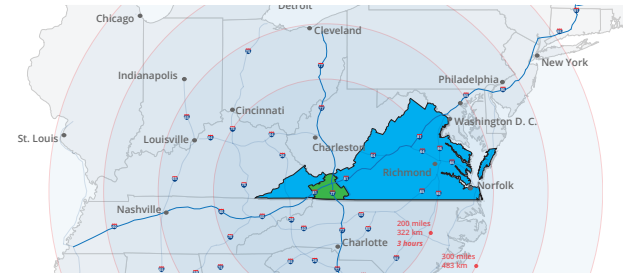 Detroit
Chicago
Cleveland
New York
Indianapolis
Philadelphia
Cincinnati
Washington D. C.
St. Louis
Louisville
Charleston
Richmond
Norfolk
Nashville
200 miles
322 km
3 hours
Charlotte
300 miles
483 km